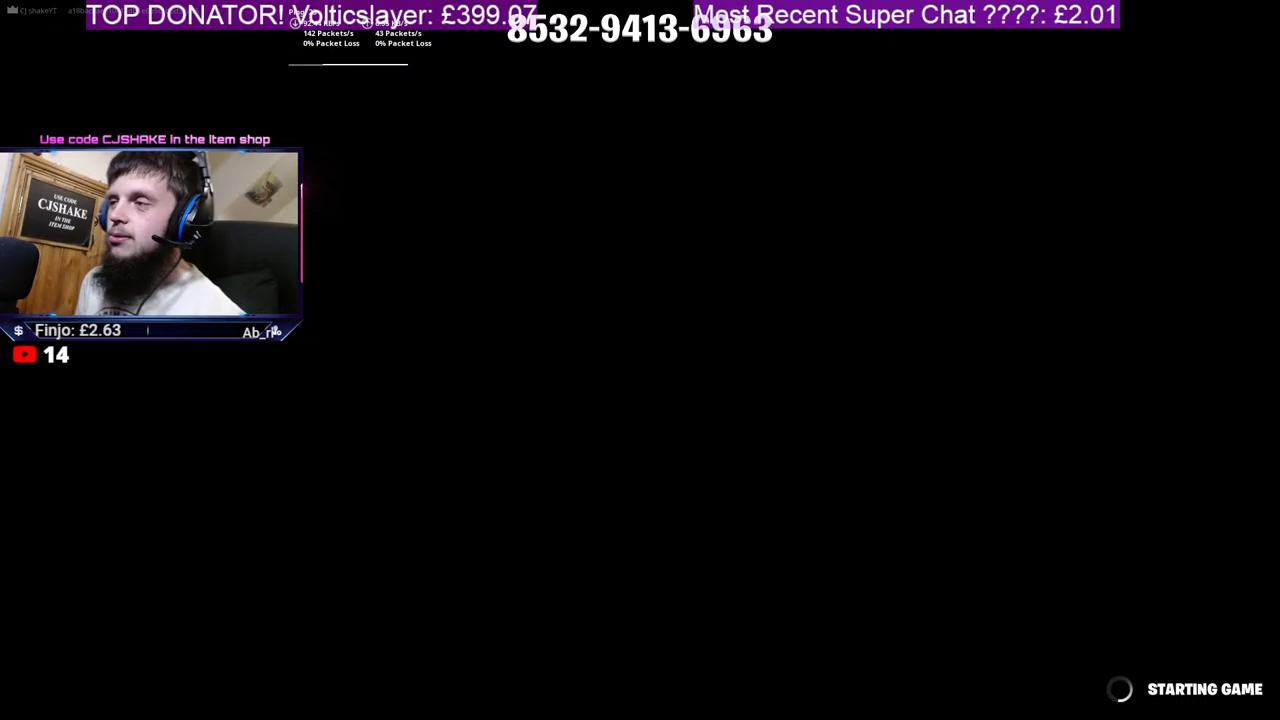 CJ shakeYT
TOP DONATOR! Volticslayer: £399.07
Most Recent Super Chat ????: £2.01
8532-9413-6963
142 Packets/s
43 Packets/s
0% Packet Loss
0% Packet Loss
Use code CJSHAKE in the item shop
USE CODE
CJSHAKE
IN THE
ITEM SHOP
$ Finjo: £2.63
14
STARTING GAME